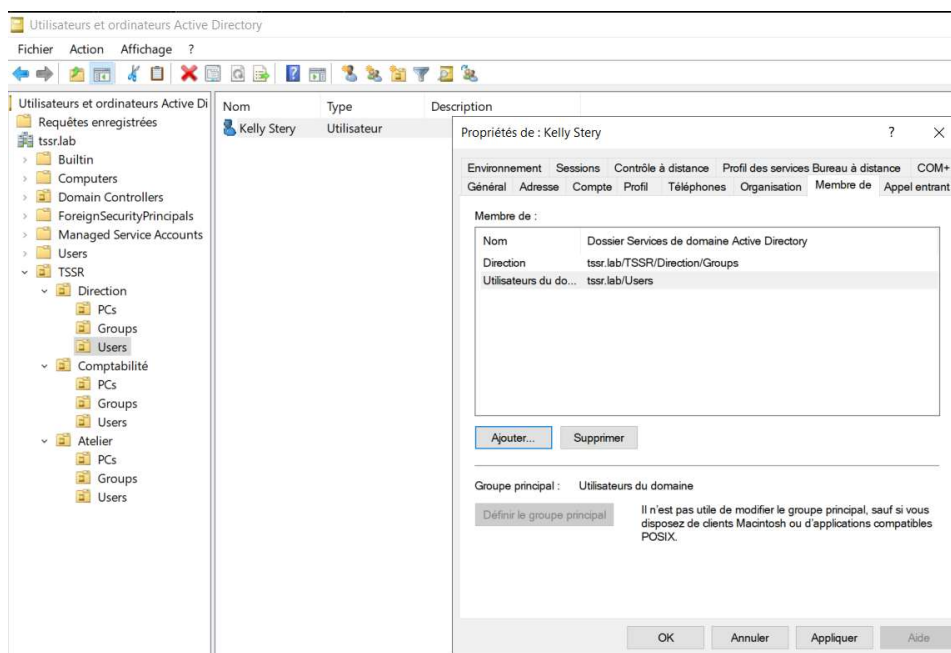 Utilisateurs et ordinateurs Active Directory
Fichier Action Affichage ?
Utilisateurs et ordinateurs Active Di
Requêtes enregistrées
tssr.lab
Builtin
Computers
Domain Controllers
ForeignSecurityPrincipals
Managed Service Accounts
Users
TSSR
Direction
PCs
Groups
Users
Comptabilité
PCs
Groups
Users
Atelier
PCs
Groups
Users
Nom Type Description
Kelly Stery Utilisateur
Propriétés de : Kelly Stery ? ×
Environnement Sessions Contrôle à distance Profil des services Bureau à distance COM+
Général Adresse Compte Profil Téléphones Organisation Membre de Appel entrant
Membre de :
Nom Dossier Services de domaine Active Directory
Direction tssr.lab/TSSR/Direction/Groups
Utilisateurs du do... tssr.lab/Users
Ajouter... Supprimer
Groupe principal : Utilisateurs du domaine
Définir le groupe principal
Il n'est pas utile de modifier le groupe principal, sauf si vous
disposez de clients Macintosh ou d'applications compatibles
POSIX.
OK Annuler Appliquer Aide